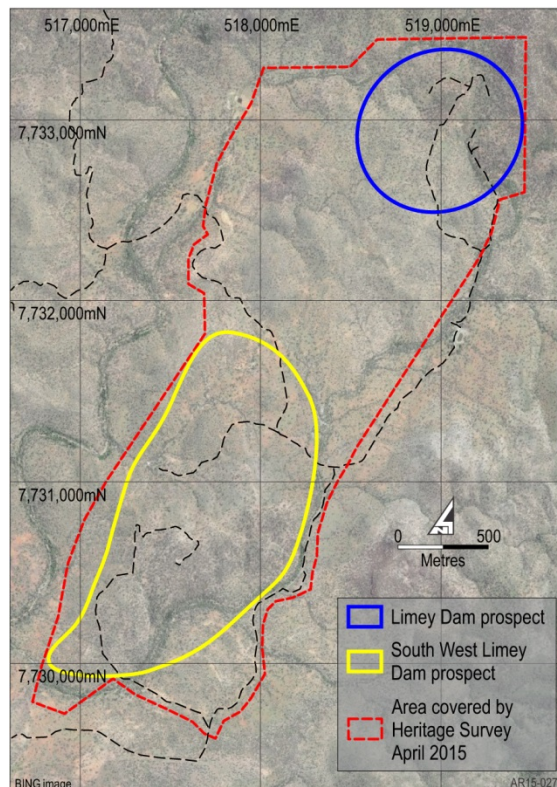 517,000mE
518,000mE
519,000mE
7,733,000mN
7,732,000mN
7,731,000mN
7,730,000mN
N
0 500
Metres
Limey Dam prospect
South West Limey
Dam prospect
Area covered by
Heritage Survey
April 2015
BING image
AR15-027